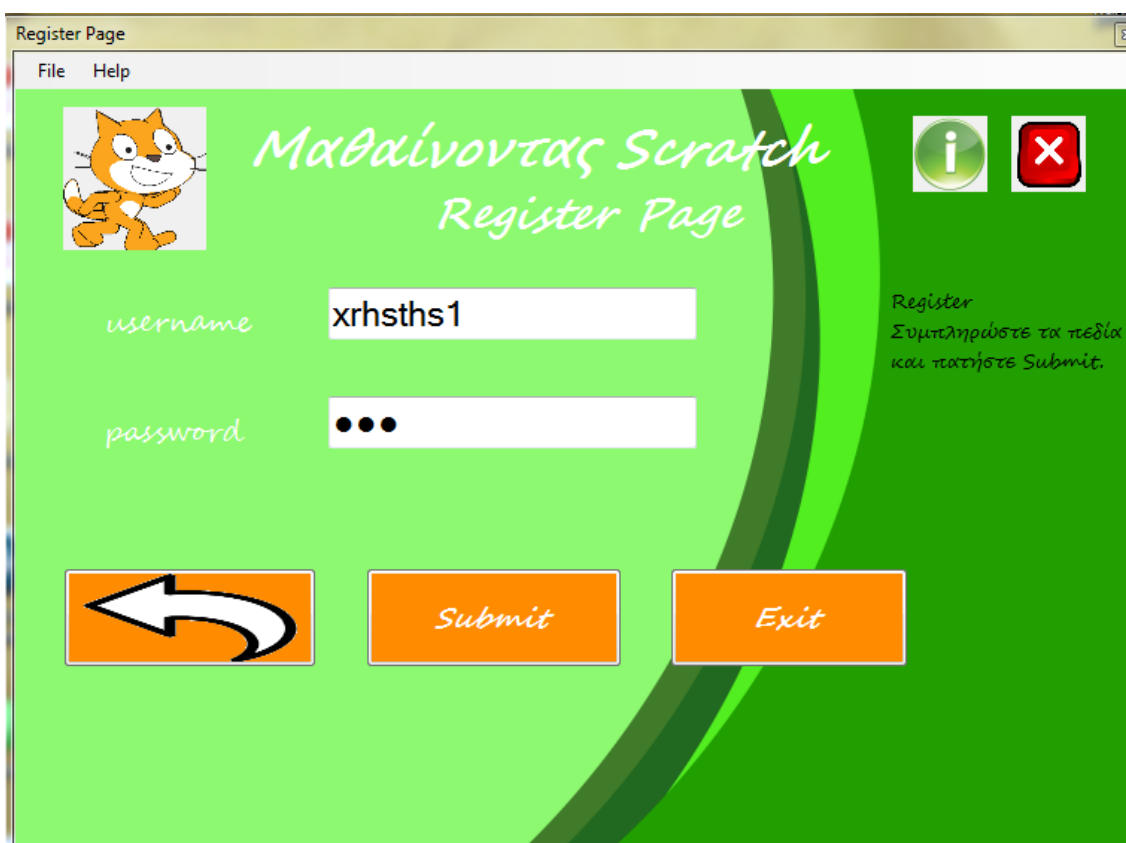 Register Page
File Help
Μαθαίνοντας Scratch
Register Page
username
xrhsths1
password
●●●
Register
Συμπληρώστε τα πεδία
και πατήστε Submit.
Submit
Exit